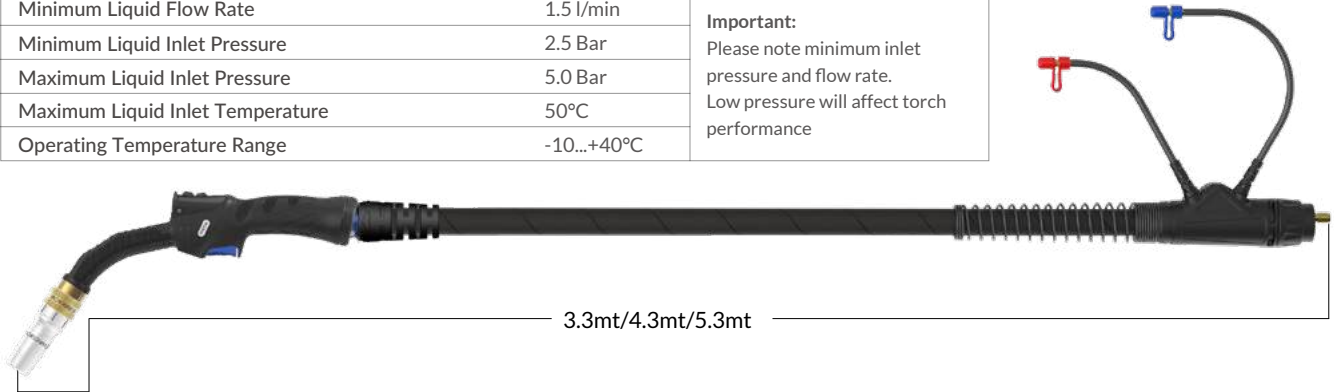 Minimum Liquid Flow Rate 1.5 l/min
Minimum Liquid Inlet Pressure 2.5 Bar
Maximum Liquid Inlet Pressure 5.0 Bar
Maximum Liquid Inlet Temperature 50°C
Operating Temperature Range -10...+40°C
Important:
Please note minimum inlet
pressure and flow rate.
Low pressure will affect torch
performance
3.3mt/4.3mt/5.3mt